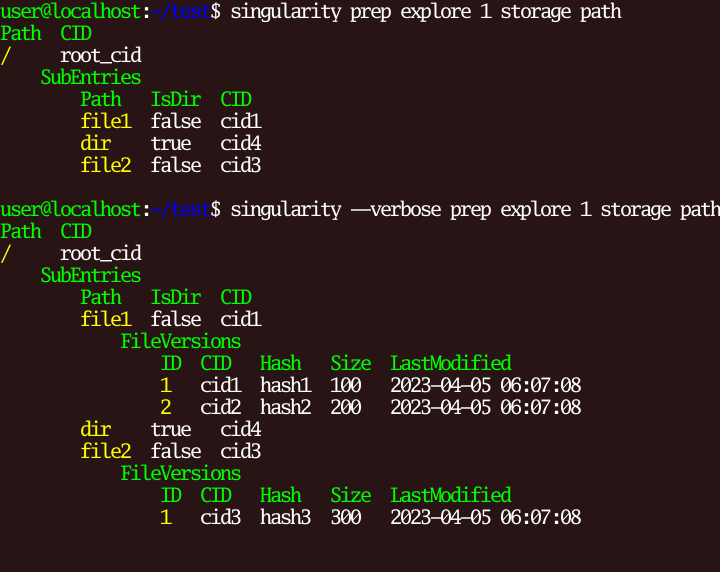 user@localhost:~/test$ singularity prep explore 1 storage path
Path  CID
/     root_cid
    SubEntries
        Path   IsDir  CID
        file1  false  cid1
        dir    true   cid4
        file2  false  cid3

user@localhost:~/test$ singularity --verbose prep explore 1 storage path
Path  CID
/     root_cid
    SubEntries
        Path   IsDir  CID
        file1  false  cid1
            FileVersions
                ID  CID   Hash   Size  LastModified
                1   cid1  hash1  100   2023-04-05 06:07:08
                2   cid2  hash2  200   2023-04-05 06:07:08
        dir    true   cid4
        file2  false  cid3
            FileVersions
                ID  CID   Hash   Size  LastModified
                1   cid3  hash3  300   2023-04-05 06:07:08